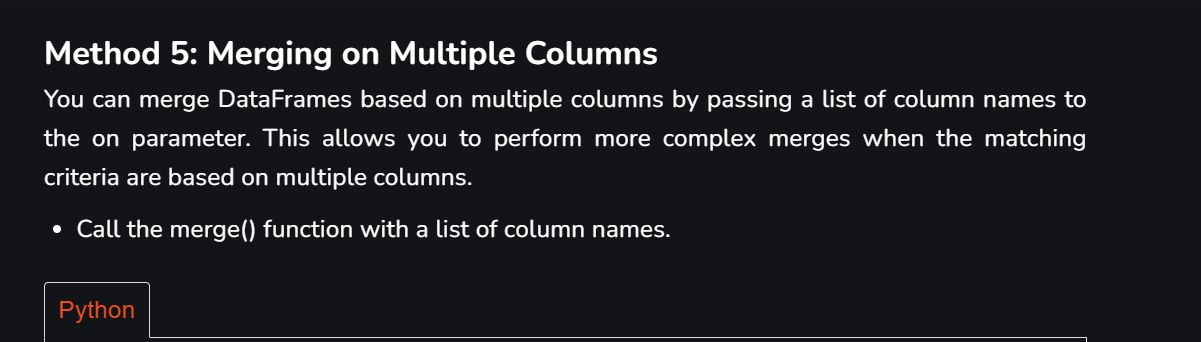 Method 5: Merging on Multiple Columns
You can merge DataFrames based on multiple columns by passing a list of column names to
the on parameter. This allows you to perform more complex merges when the matching
criteria are based on multiple columns.
• Call the merge() function with a list of column names.
Python